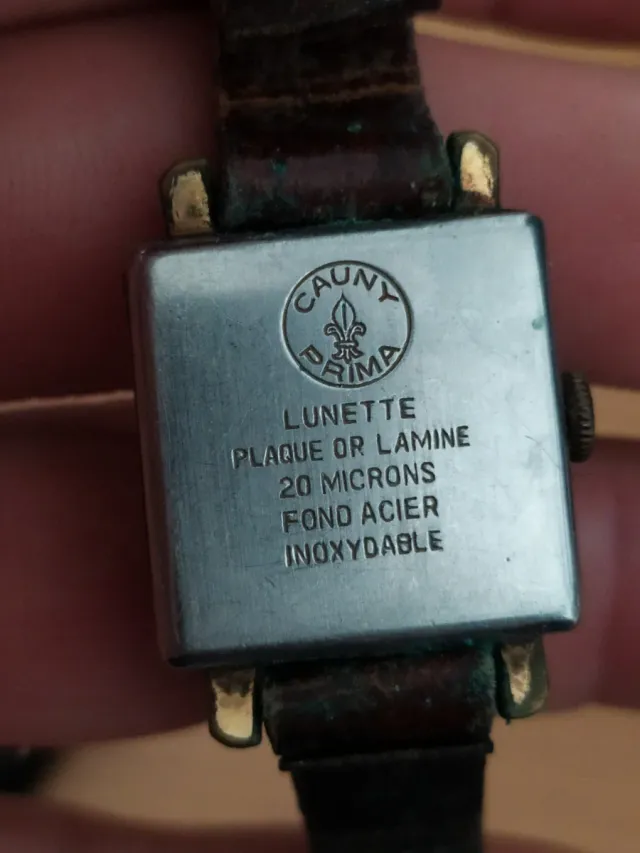 CAUNY
PRIMA
LUNETTE
PLAQUE OR LAMINE
20 MICRONS
FOND ACIER
INOXYDABLE